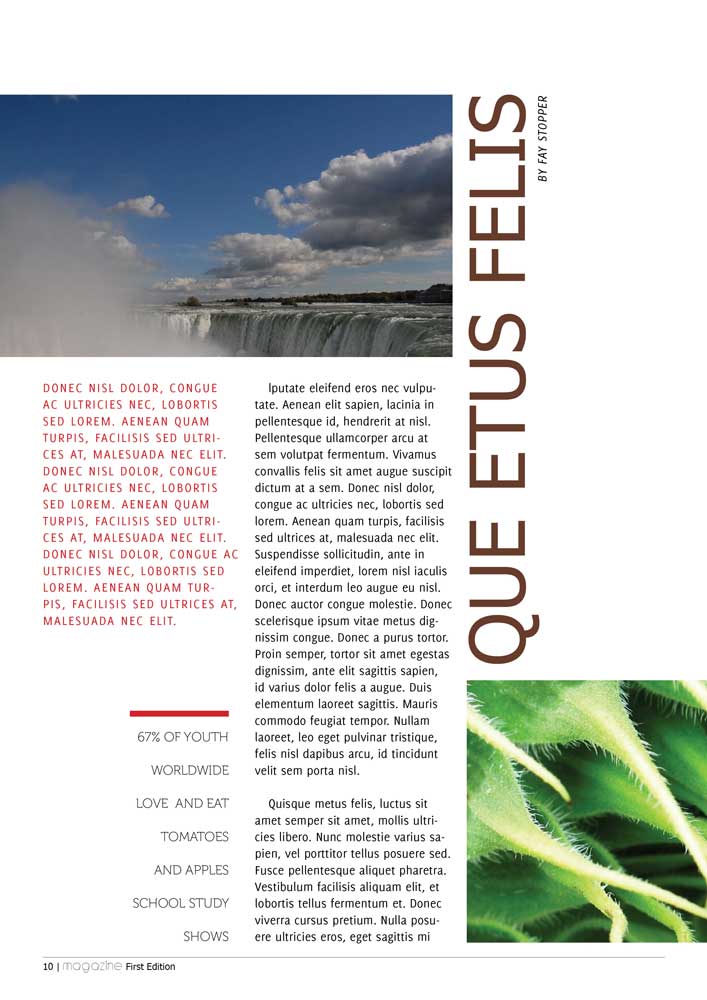 QUE ETUS FELIS
BY FAY STOPPER
DONEC NISL DOLOR, CONGUE
AC ULTRICIES NEC, LOBORTIS
SED LOREM. AENEAN QUAM
TURPIS, FACILISIS SED ULTRI-
CES AT, MALESUADA NEC ELIT.
DONEC NISL DOLOR, CONGUE
AC ULTRICIES NEC, LOBORTIS
SED LOREM. AENEAN QUAM
TURPIS, FACILISIS SED ULTRI-
CES AT, MALESUADA NEC ELIT.
DONEC NISL DOLOR, CONGUE AC
ULTRICIES NEC, LOBORTIS SED
LOREM. AENEAN QUAM TUR-
PIS, FACILISIS SED ULTRICES AT,
MALESUADA NEC ELIT.
67% OF YOUTH
WORLDWIDE
LOVE AND EAT
TOMATOES
AND APPLES
SCHOOL STUDY
SHOWS
lputate eleifend eros nec vulpu-
tate. Aenean elit sapien, lacinia in
pellentesque id, hendrerit at nisl.
Pellentesque ullamcorper arcu at
sem volutpat fermentum. Vivamus
convallis felis sit amet augue suscipit
dictum at a sem. Donec nisl dolor,
congue ac ultricies nec, lobortis sed
lorem. Aenean quam turpis, facilisis
sed ultrices at, malesuada nec elit.
Suspendisse sollicitudin, ante in
eleifend imperdiet, lorem nisl iaculis
orci, et interdum leo augue eu nisl.
Donec auctor congue molestie. Donec
scelerisque ipsum vitae metus dig-
nissim congue. Donec a purus tortor.
Proin semper, tortor sit amet egestas
dignissim, ante elit sagittis sapien,
id varius dolor felis a augue. Duis
elementum laoreet sagittis. Mauris
commodo feugiat tempor. Nullam
laoreet, leo eget pulvinar tristique,
felis nisl dapibus arcu, id tincidunt
velit sem porta nisl.
Quisque metus felis, luctus sit
amet semper sit amet, mollis ultri-
cies libero. Nunc molestie varius sa-
pien, vel porttitor tellus posuere sed.
Fusce pellentesque aliquet pharetra.
Vestibulum facilisis aliquam elit, et
lobortis tellus fermentum et. Donec
viverra cursus pretium. Nulla posu-
ere ultricies eros, eget sagittis mi
10 | magazine First Edition